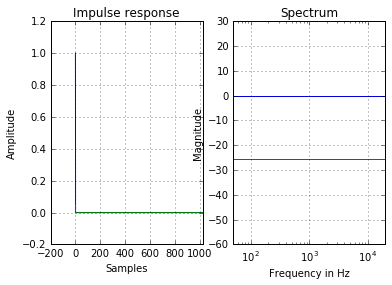 Impulse response
Spectrum
1.2
1.0
0.8
0.6
0.4
0.2
0.0
−0.2
Amplitude
−200 0 200 400 600 800 1000
Samples
30
20
10
0
−10
−20
−30
−40
−50
−60
Magnitude
10² 10³ 10⁴
Frequency in Hz